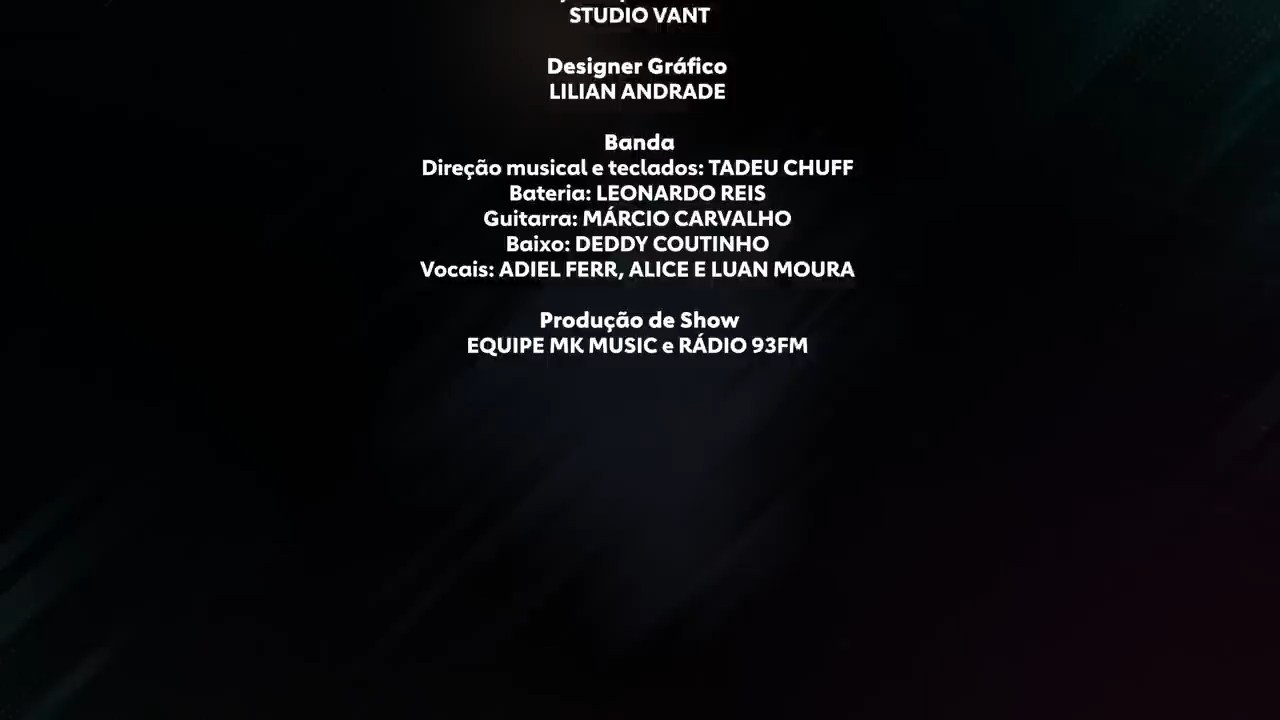 STUDIO VANT
Designer Gráfico
LILIAN ANDRADE
Banda
Direção musical e teclados: TADEU CHUFF
Bateria: LEONARDO REIS
Guitarra: MÁRCIO CARVALHO
Baixo: DEDDY COUTINHO
Vocais: ADIEL FERR, ALICE E LUAN MOURA
Produção de Show
EQUIPE MK MUSIC e RÁDIO 93FM